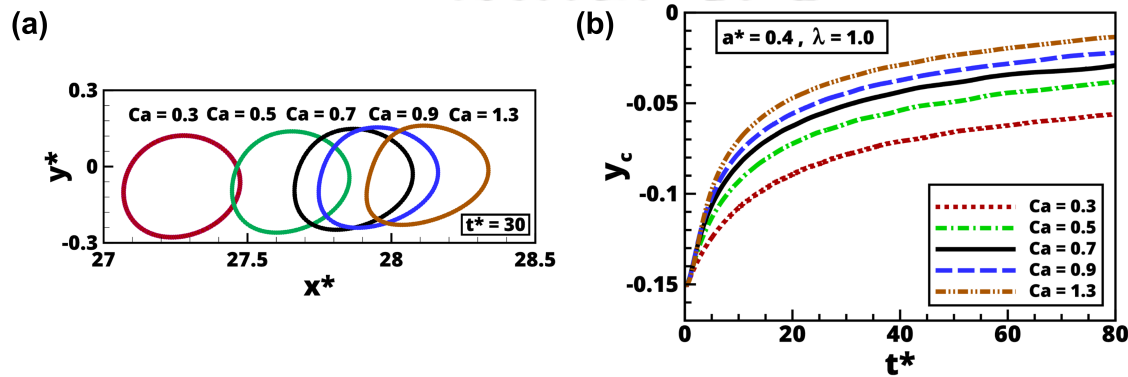 (a)
0.3
Ca = 0.3 Ca = 0.5 Ca = 0.7 Ca = 0.9 Ca = 1.3
y*
0
t* = 30
-0.3
27 27.5 28 28.5
x*
(b)
0
a* = 0.4 , λ = 1.0
-0.05
yc
-0.1
Ca = 0.3
Ca = 0.5
Ca = 0.7
Ca = 0.9
Ca = 1.3
-0.15
0 20 40 60 80
t*